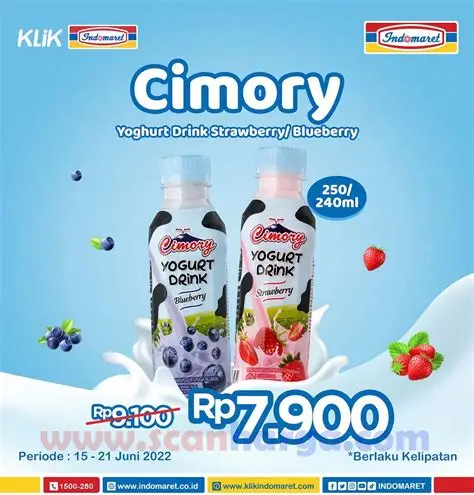 KLiK Indomaret
Indomaret
Cimory
Yoghurt Drink Strawberry/ Blueberry
250/
240ml
Cimory
YOGURT
DRINK
Blueberry
Cimory
YOGURT
DRINK
Strawberry
Rp9.100 Rp7.900
www.scanharga.com
Periode : 15 - 21 Juni 2022
*Berlaku Kelipatan
1500-280 www.indomaret.co.id www.klikindomaret.com INDOMARET